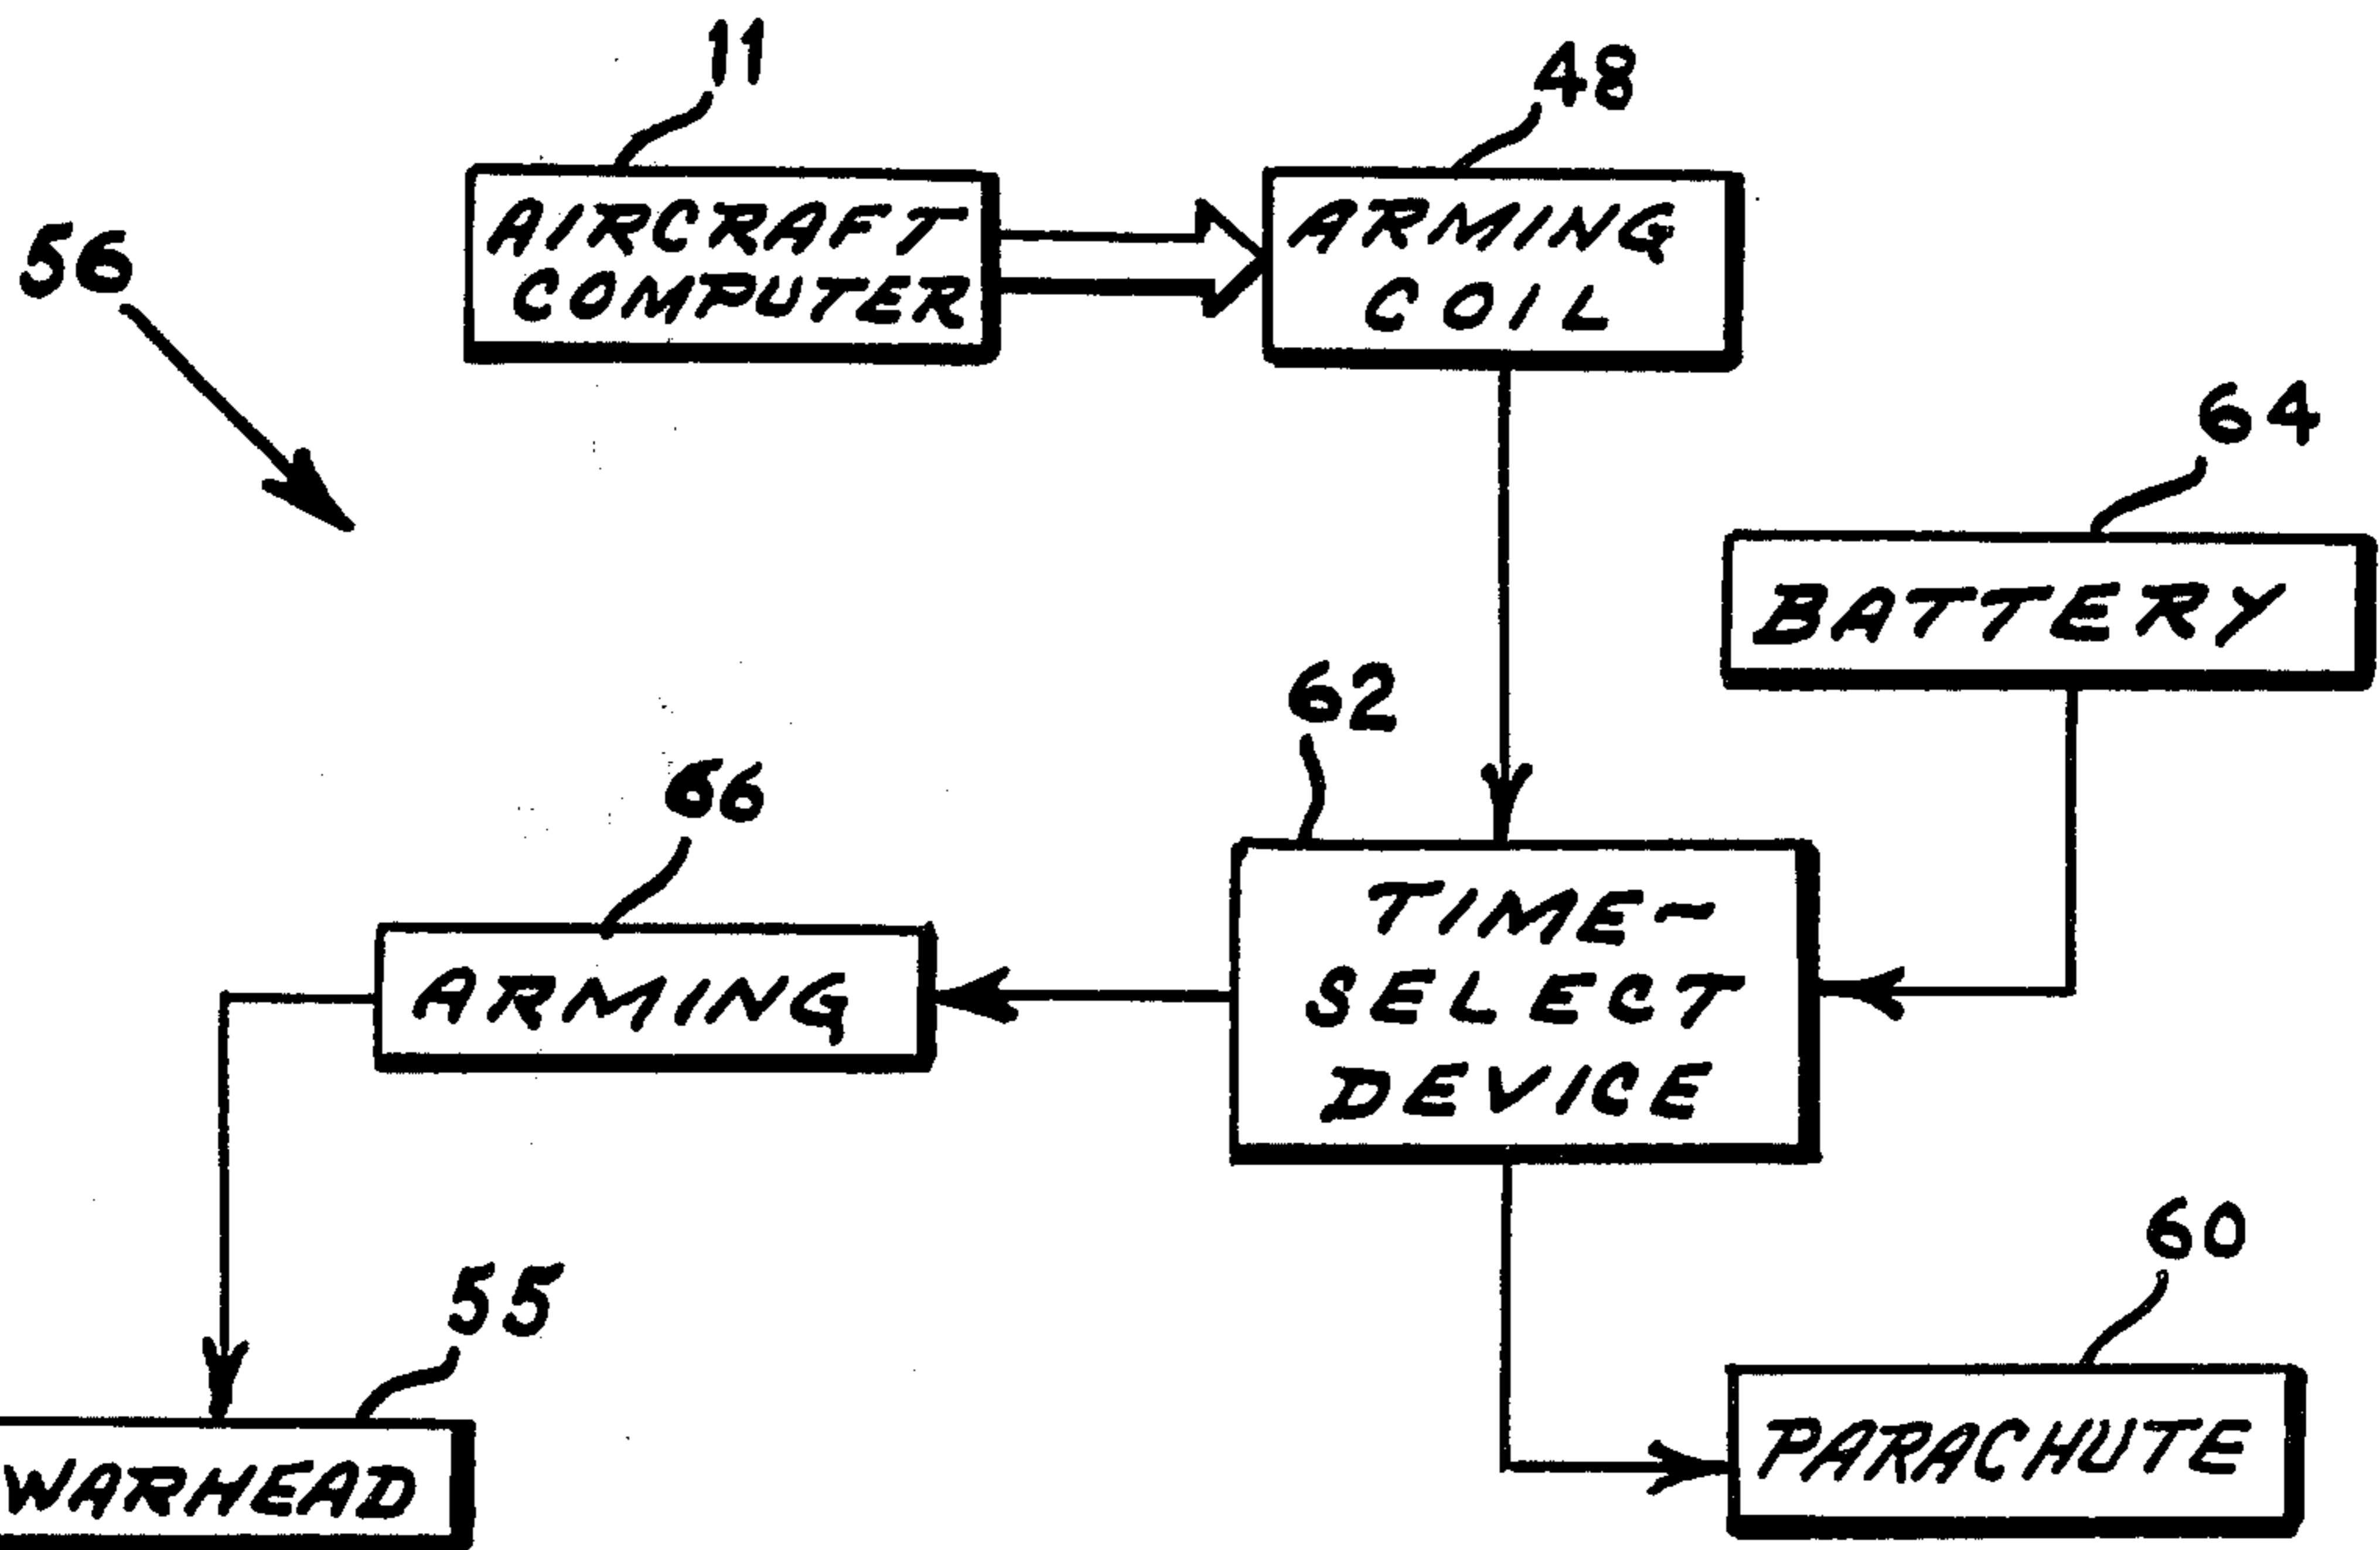 11
48
56
AIRCRAFT
COMPUTER
ARMING
COIL
64
BATTERY
62
66
TIME-
SELECT
DEVICE
ARMING
60
55
PARACHUTE
WARHEAD